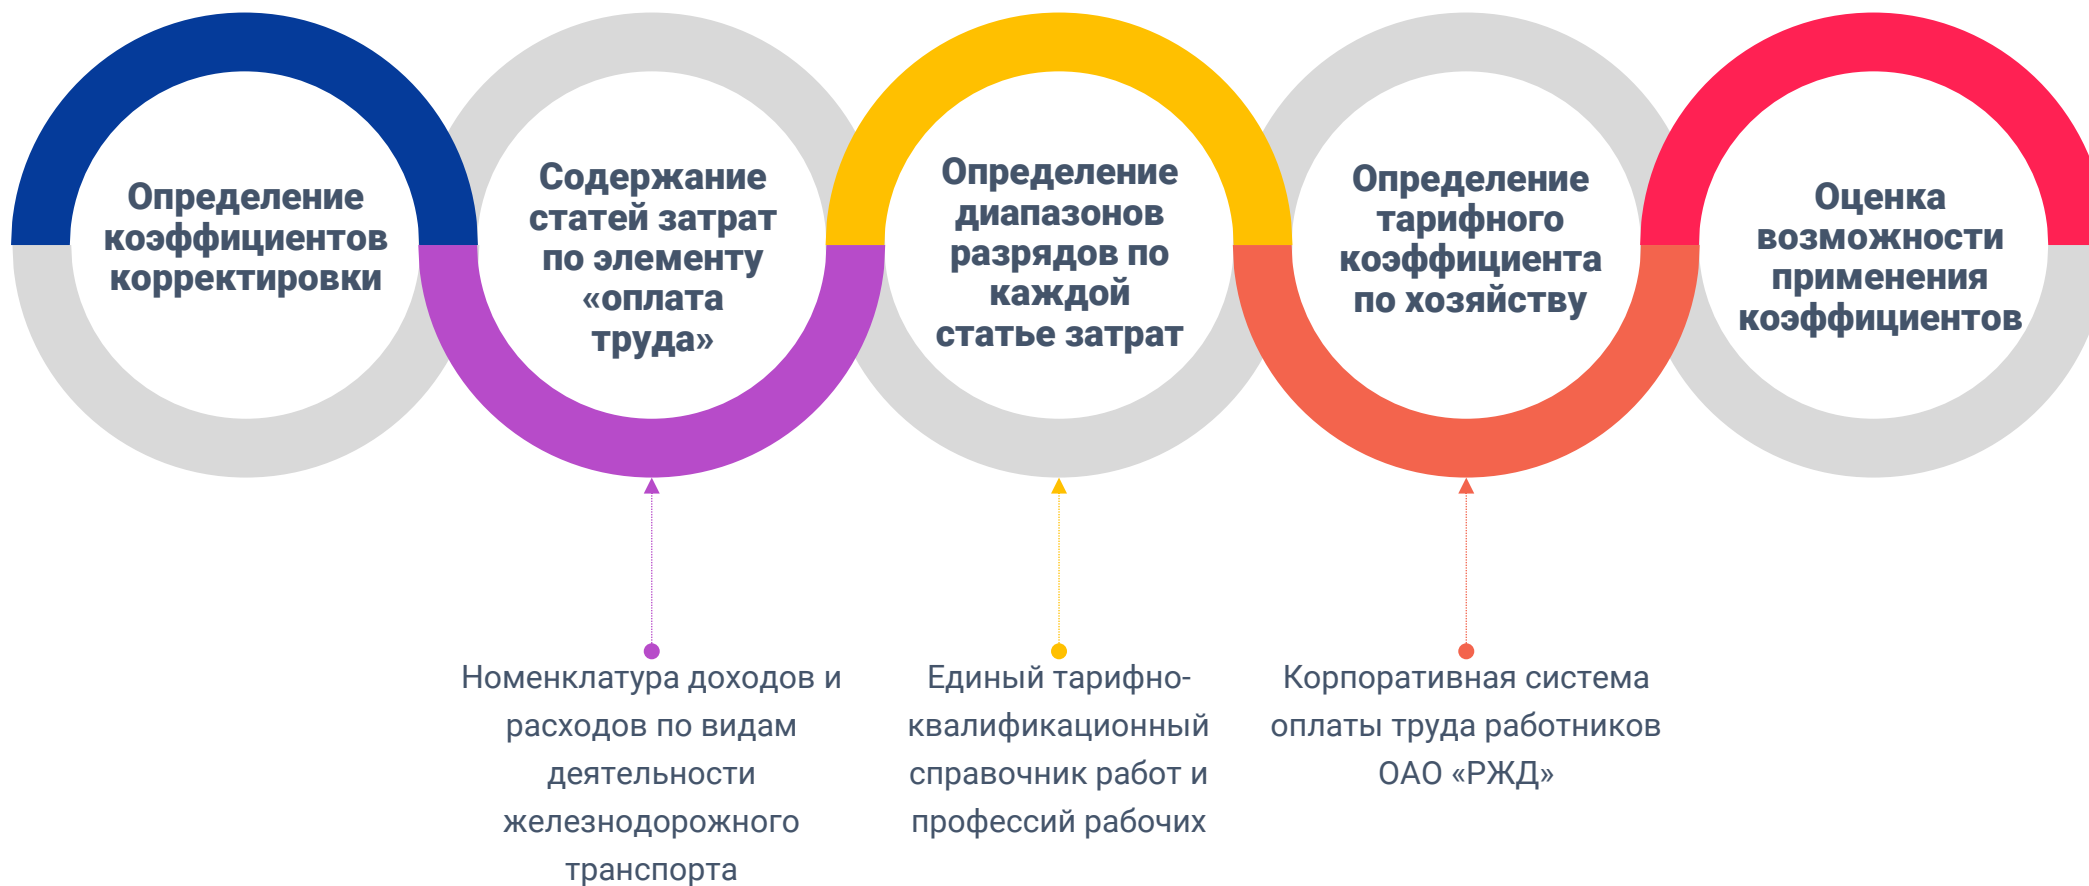 Определение
коэффициентов
корректировки
Содержание
статей затрат
по элементу
«оплата
труда»
Определение
диапазонов
разрядов по
каждой
статье затрат
Определение
тарифного
коэффициента
по хозяйству
Оценка
возможности
применения
коэффициентов
Номенклатура доходов и
расходов по видам
деятельности
железнодорожного
транспорта
Единый тарифно-
квалификационный
справочник работ и
профессий рабочих
Корпоративная система
оплаты труда работников
ОАО «РЖД»